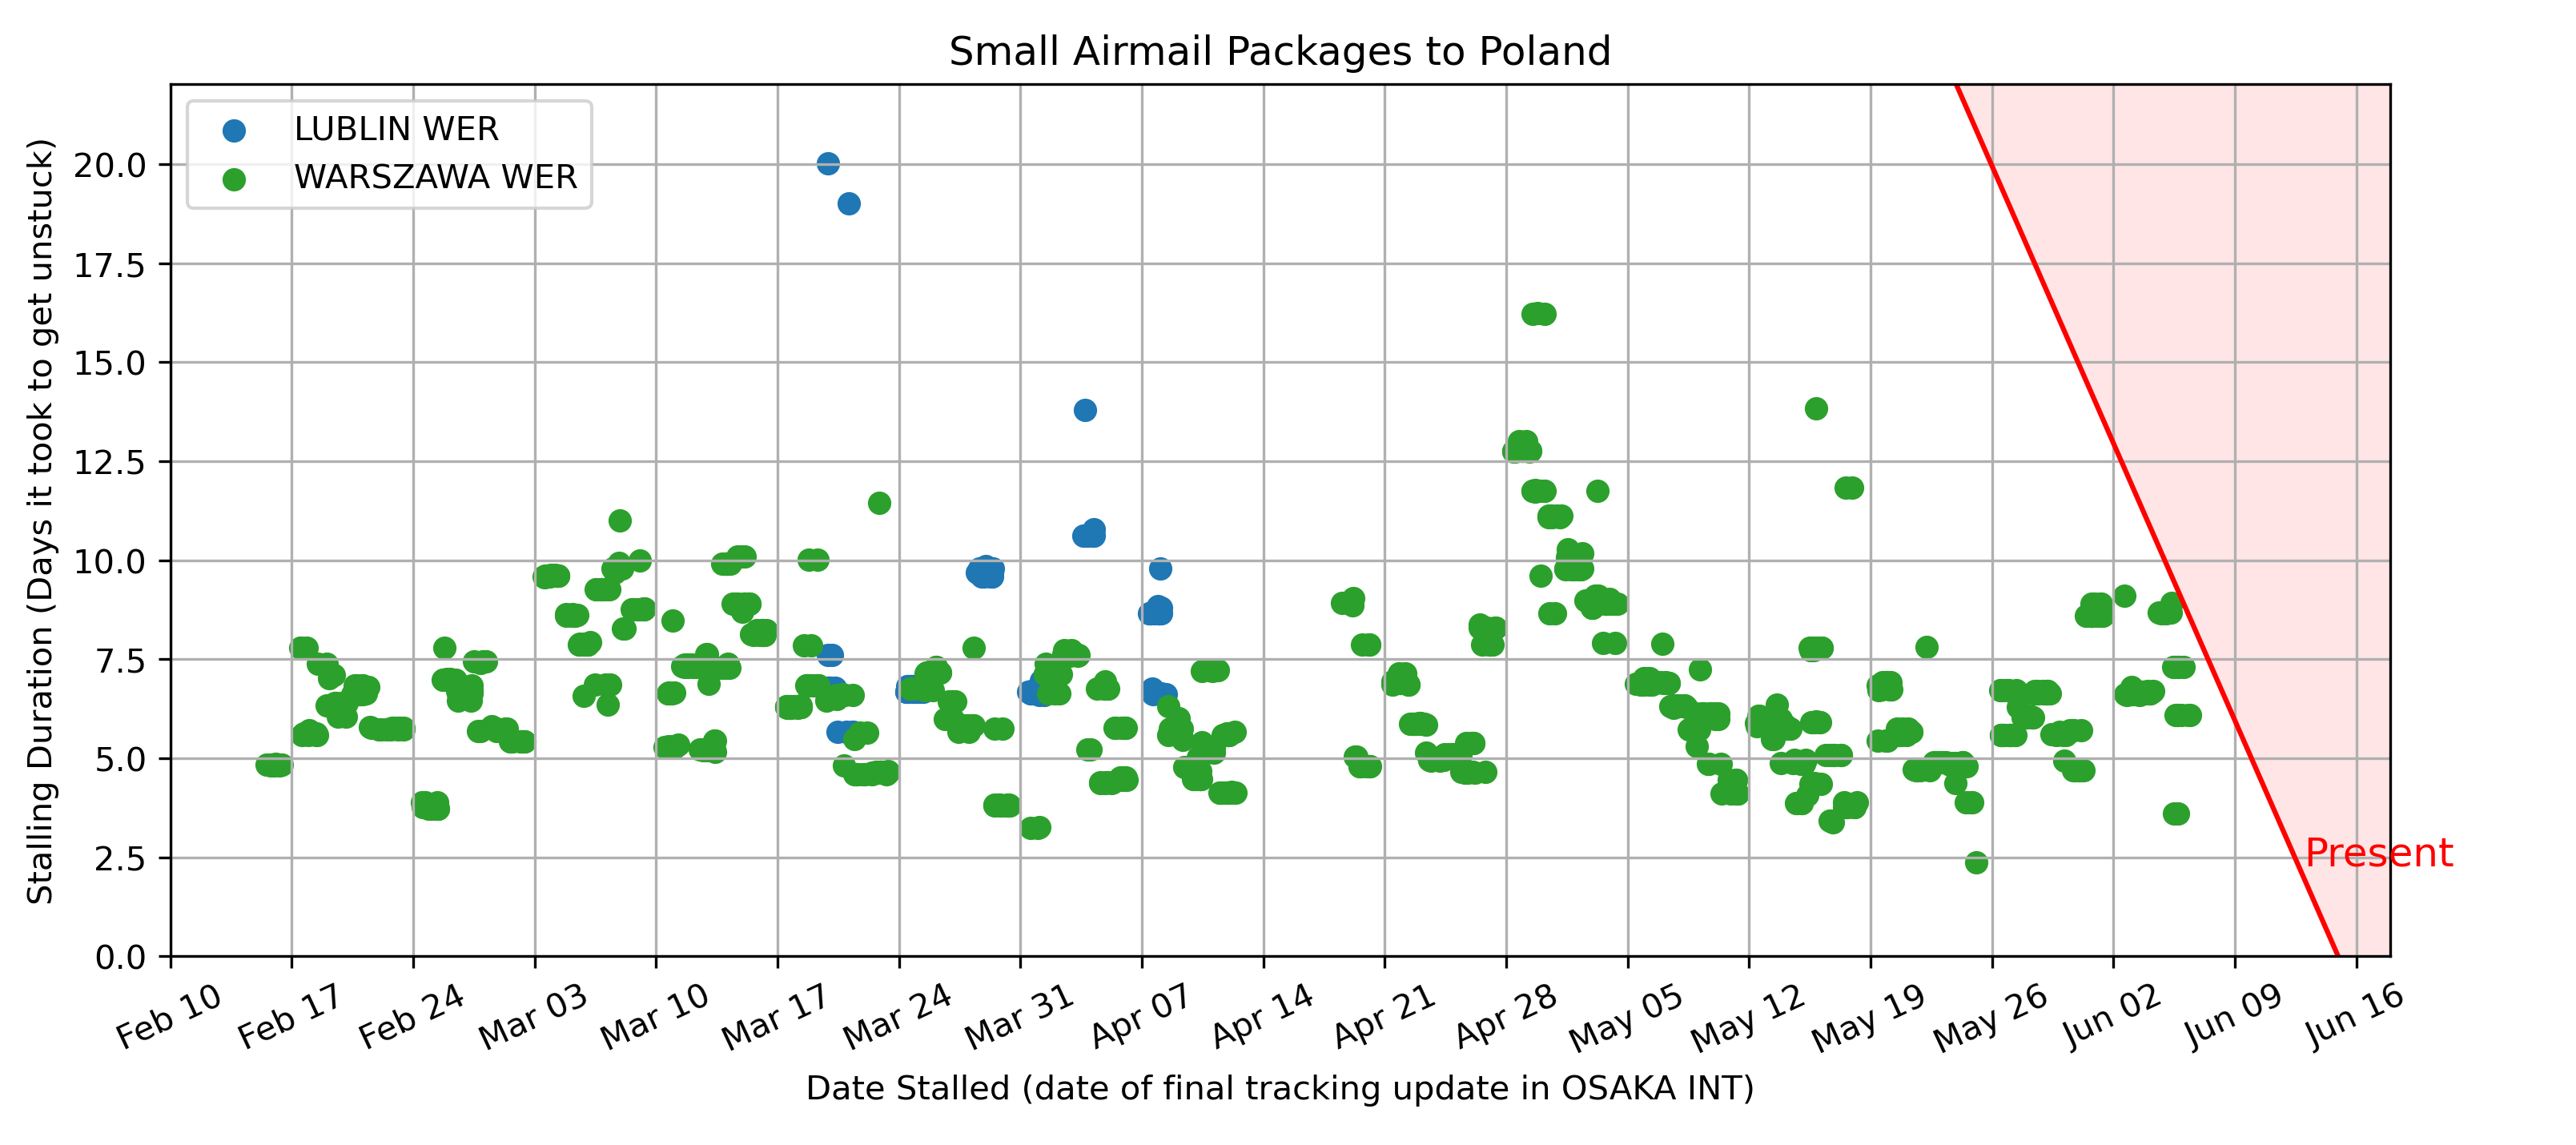 Small Airmail Packages to Poland
LUBLIN WER
WARSZAWA WER
Stalling Duration (Days it took to get unstuck)
20.0
17.5
15.0
12.5
10.0
7.5
5.0
2.5
0.0
Present
Feb 10
Feb 17
Feb 24
Mar 03
Mar 10
Mar 17
Mar 24
Mar 31
Apr 07
Apr 14
Apr 21
Apr 28
May 05
May 12
May 19
May 26
Jun 02
Jun 09
Jun 16
Date Stalled (date of final tracking update in OSAKA INT)